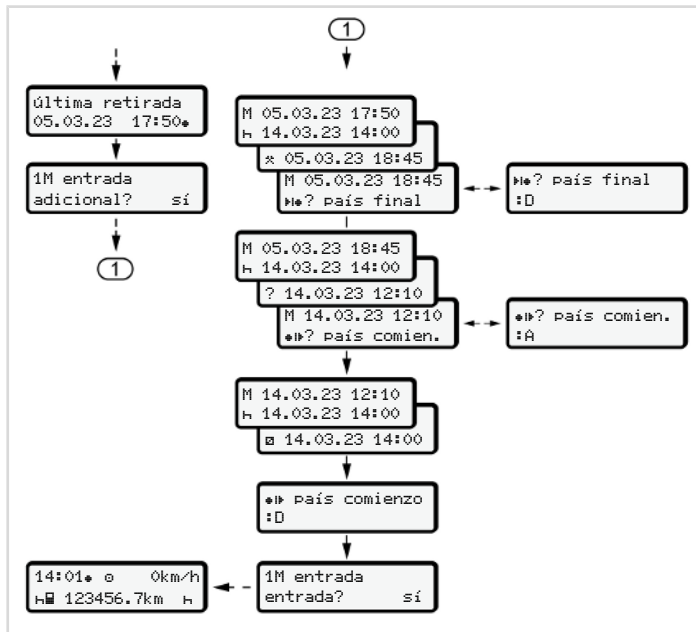 última retirada
05.03.23 17:50
1M entrada
adicional? sí
1
1
M 05.03.23 17:50
14.03.23 14:00
05.03.23 18:45
M 05.03.23 18:45
? país final
? país final
:D
M 05.03.23 18:45
14.03.23 14:00
? 14.03.23 12:10
M 14.03.23 12:10
? país comien.
? país comien.
:A
M 14.03.23 12:10
14.03.23 14:00
14.03.23 14:00
país comienzo
:D
1M entrada
entrada? sí
14:01 0km/h
123456.7km